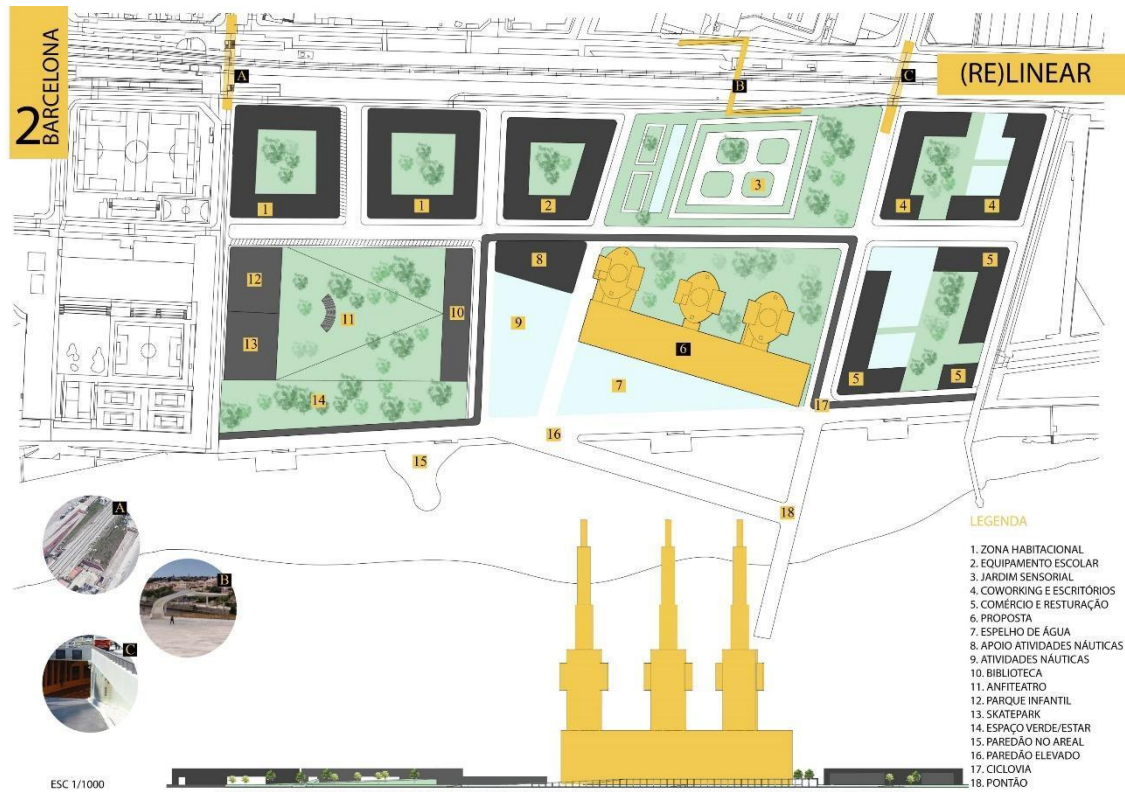 2
BARCELONA
(RE)LINEAR
A
B
C
1
1
2
3
4
4
12
13
11
10
14
8
9
6
7
5
5
5
17
16
15
18
A
B
C
LEGENDA
1. ZONA HABITACIONAL
2. EQUIPAMENTO ESCOLAR
3. JARDIM SENSORIAL
4. COWORKING E ESCRITÓRIOS
5. COMÉRCIO E RESTURAÇÃO
6. PROPOSTA
7. ESPELHO DE ÁGUA
8. APOIO ATIVIDADES NÁUTICAS
9. ATIVIDADES NÁUTICAS
10. BIBLIOTECA
11. ANFITEATRO
12. PARQUE INFANTIL
13. SKATEPARK
14. ESPAÇO VERDE/ESTAR
15. PAREDÃO NO AREAL
16. PAREDÃO ELEVADO
17. CICLOVIA
18. PONTÃO
ESC 1/1000